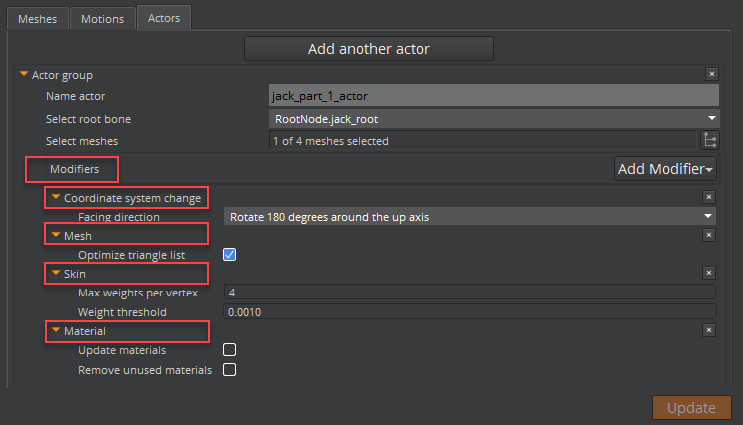 Meshes Motions Actors
Add another actor
Actor group
Name actor jack_part_1_actor
Select root bone RootNode.jack_root
Select meshes 1 of 4 meshes selected
Modifiers Add Modifier
Coordinate system change
Facing direction Rotate 180 degrees around the up axis
Mesh
Optimize triangle list
Skin
Max weights per vertex 4
Weight threshold 0.0010
Material
Update materials
Remove unused materials
Update